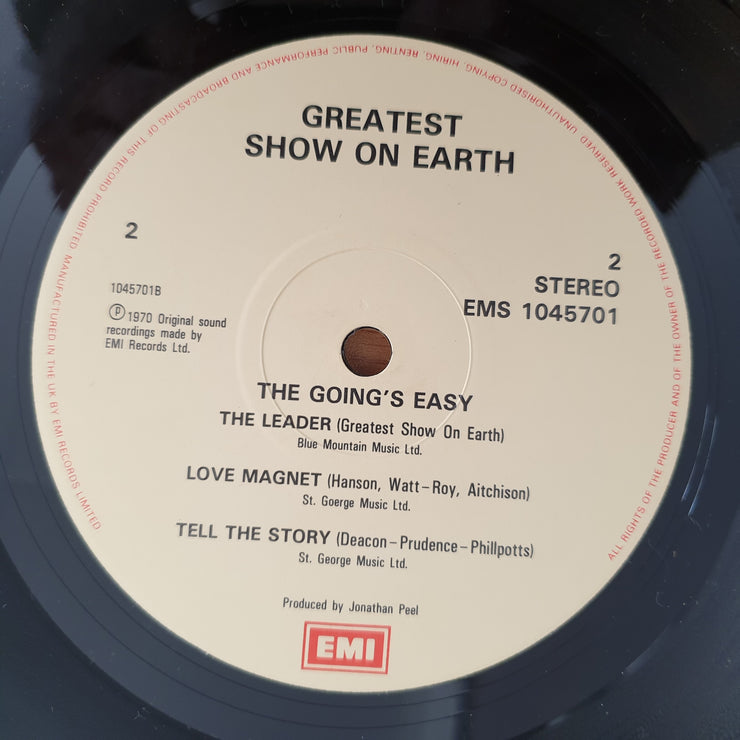 GREATEST
SHOW ON EARTH
2
2
STEREO
EMS 1045701
1045701B
Ⓟ1970 Original sound
recordings made by
EMI Records Ltd.
THE GOING'S EASY
THE LEADER (Greatest Show On Earth)
Blue Mountain Music Ltd.
LOVE MAGNET (Hanson, Watt-Roy, Aitchison)
St. Goerge Music Ltd.
TELL THE STORY (Deacon-Prudence-Phillpotts)
St. George Music Ltd.
Produced by Jonathan Peel
EMI
ALL RIGHTS OF THE PRODUCER AND OF THE OWNER OF THE RECORDED WORK RESERVED UNAUTHORISED COPYING, HIRING, RENTING, PUBLIC PERFORMANCE AND BROADCASTING OF THIS RECORD PROHIBITED MANUFACTURED IN THE UK BY EMI RECORDS LIMITED